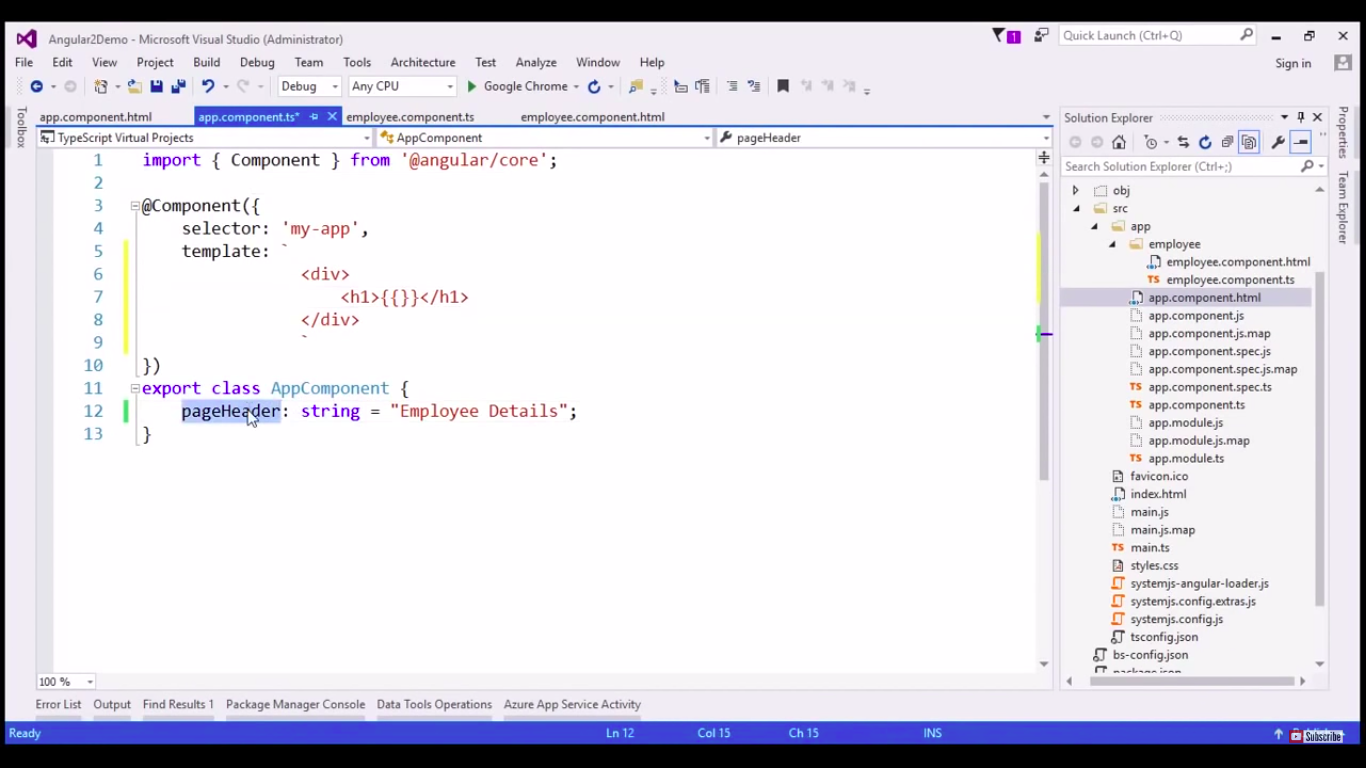 Angular2Demo - Microsoft Visual Studio (Administrator)
1
Quick Launch (Ctrl+Q)
File Edit View Project Build Debug Team Tools Architecture Test Analyze Window Help
Sign in
Debug Any CPU Google Chrome
app.component.html app.component.ts* employee.component.ts employee.component.html
TypeScript Virtual Projects AppComponent pageHeader
Toolbox
1 import { Component } from '@angular/core';
2
3 @Component({
4 selector: 'my-app',
5 template: `
6 <div>
7 <h1>{{}}</h1>
8 </div>
9 `
10 })
11 export class AppComponent {
12 pageHeader: string = "Employee Details";
13 }
100 %
Solution Explorer
Search Solution Explorer (Ctrl+;)
obj
src
app
employee
employee.component.html
employee.component.ts
app.component.html
app.component.js
app.component.js.map
app.component.spec.js
app.component.spec.js.map
app.component.spec.ts
app.component.ts
app.module.js
app.module.js.map
app.module.ts
favicon.ico
index.html
main.js
main.js.map
main.ts
styles.css
systemjs-angular-loader.js
systemjs.config.extras.js
systemjs.config.js
tsconfig.json
bs-config.json
package.json
Properties
Team Explorer
Error List Output Find Results 1 Package Manager Console Data Tools Operations Azure App Service Activity
Ready Ln 12 Col 15 Ch 15 INS
Subscribe